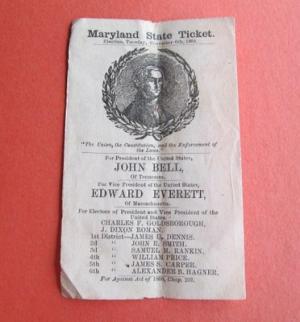 Maryland State Ticket.
Election, Tuesday, November 6th, 1860.
"The Union, the Constitution, and the Enforcement of
the Laws."
For President of the United States,
JOHN BELL,
Of Tennessee.
For Vice President of the United States,
EDWARD EVERETT,
Of Massachusetts.
For Electors of President and Vice President of the
United States.
CHARLES F. GOLDSBOROUGH,
J. DIXON ROMAN.
1st District—JAMES U. DENNIS.
2d " JOHN E. SMITH.
3d " SAMUEL M. RANKIN,
4th " WILLIAM PRICE.
5th " JAMES S. CARPER.
6th " ALEXANDER B. HAGNER.
For Against Act of 1860, Chap. 203.